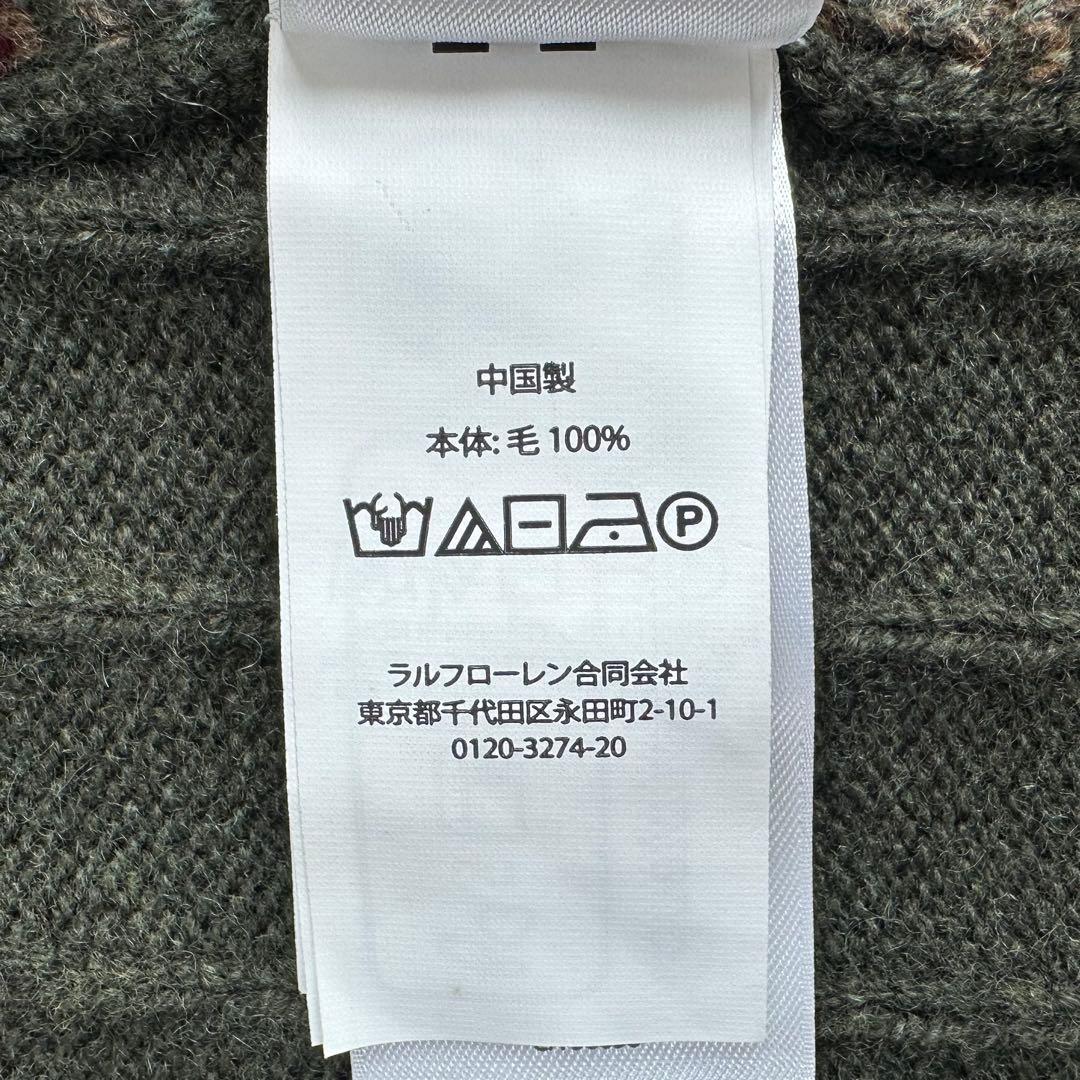 中国製
本体: 毛 100%
P
ラルフローレン合同会社
東京都千代田区永田町2-10-1
0120-3274-20